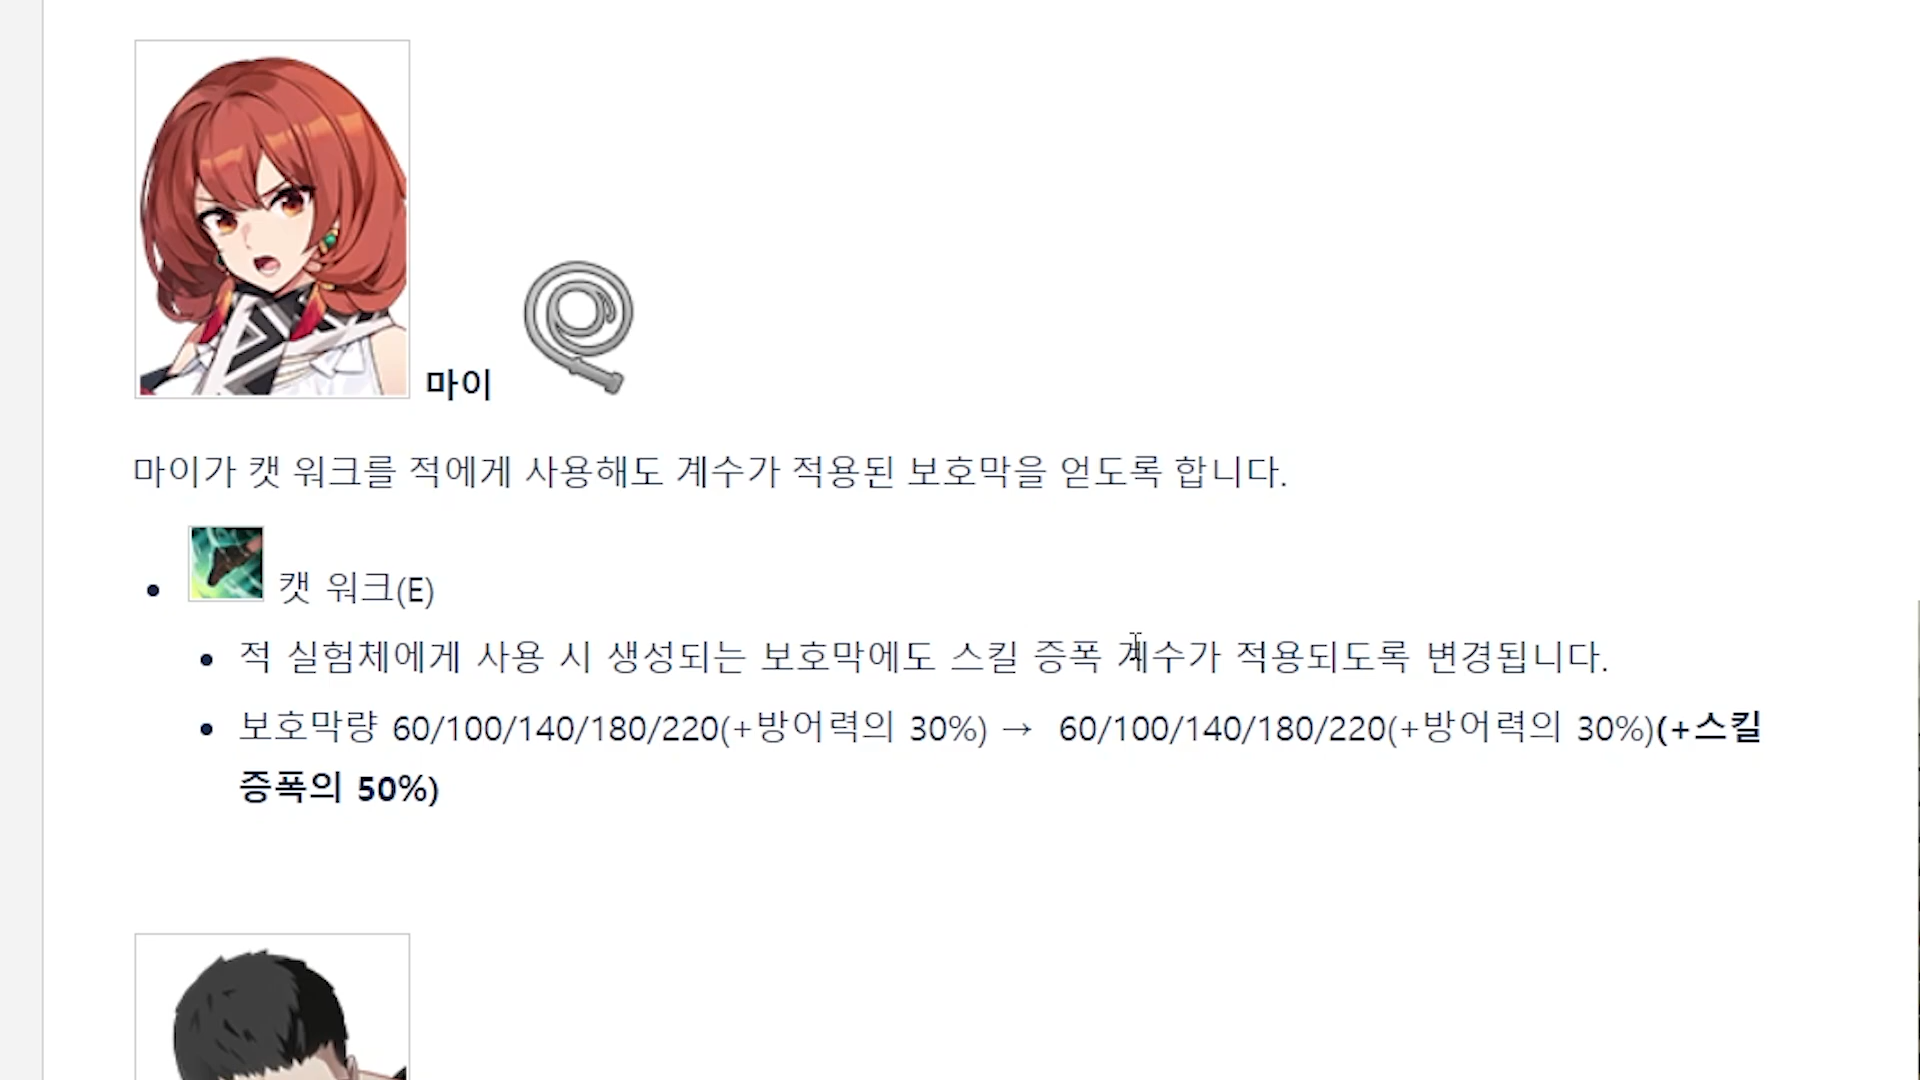 마이
마이가 캣 워크를 적에게 사용해도 계수가 적용된 보호막을 얻도록 합니다.
캣 워크(E)
적 실험체에게 사용 시 생성되는 보호막에도 스킬 증폭 계수가 적용되도록 변경됩니다.
보호막량 60/100/140/180/220(+방어력의 30%) → 60/100/140/180/220(+방어력의 30%)(+스킬
증폭의 50%)